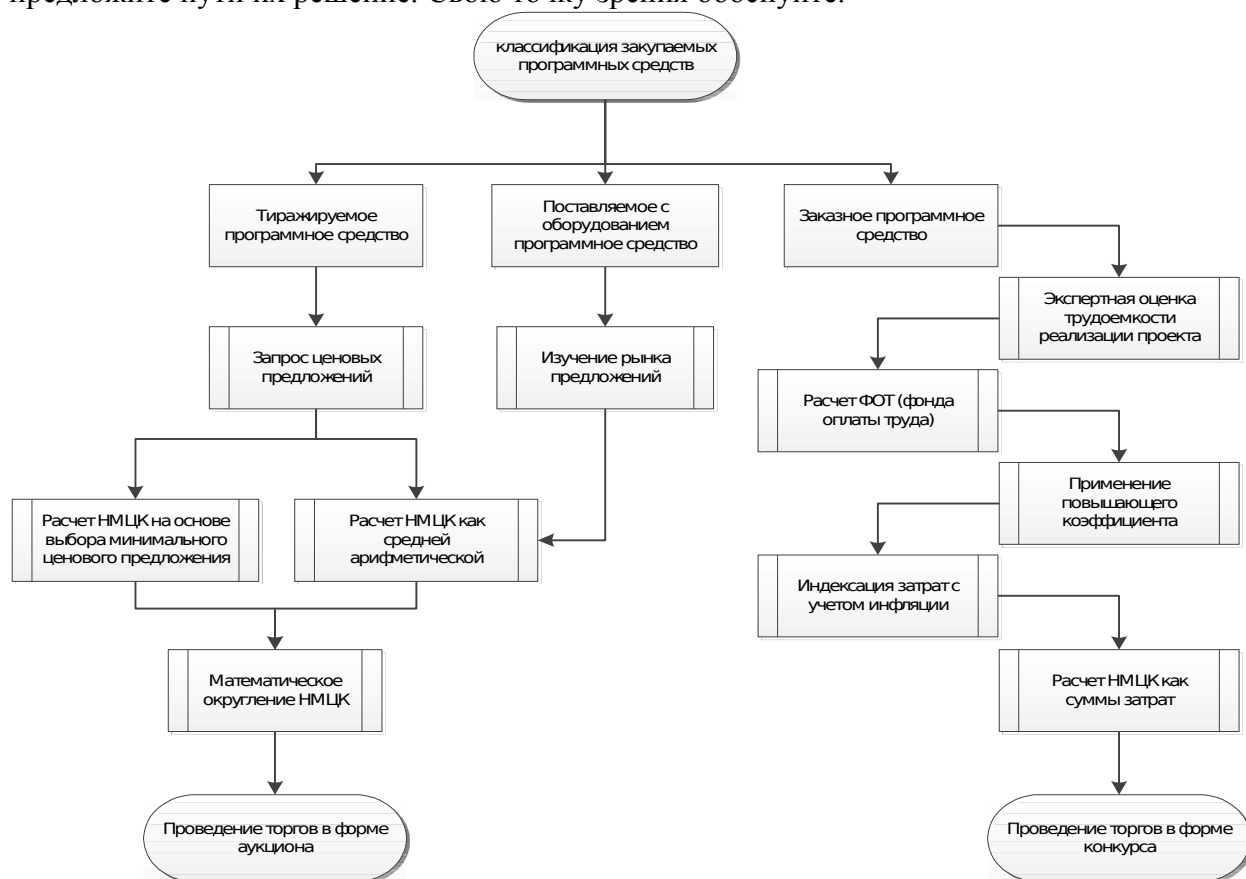 предложите пути их решение. Свою точку зрения обоснуйте.
классификация закупаемых
программных средств
Тиражируемое
программное средство
Поставляемое с
оборудованием
программное средство
Заказное программное
средство
Экспертная оценка
трудоемкости
реализации проекта
Запрос ценовых
предложений
Изучение рынка
предложений
Расчет ФОТ (фонда
оплаты труда)
Применение
повышающего
коэффициента
Расчет НМЦК на основе
выбора минимального
ценового предложения
Расчет НМЦК как
средней
арифметической
Индексация затрат с
учетом инфляции
Математическое
округление НМЦК
Расчет НМЦК как
суммы затрат
Проведение торгов в форме
аукциона
Проведение торгов в форме
конкурса